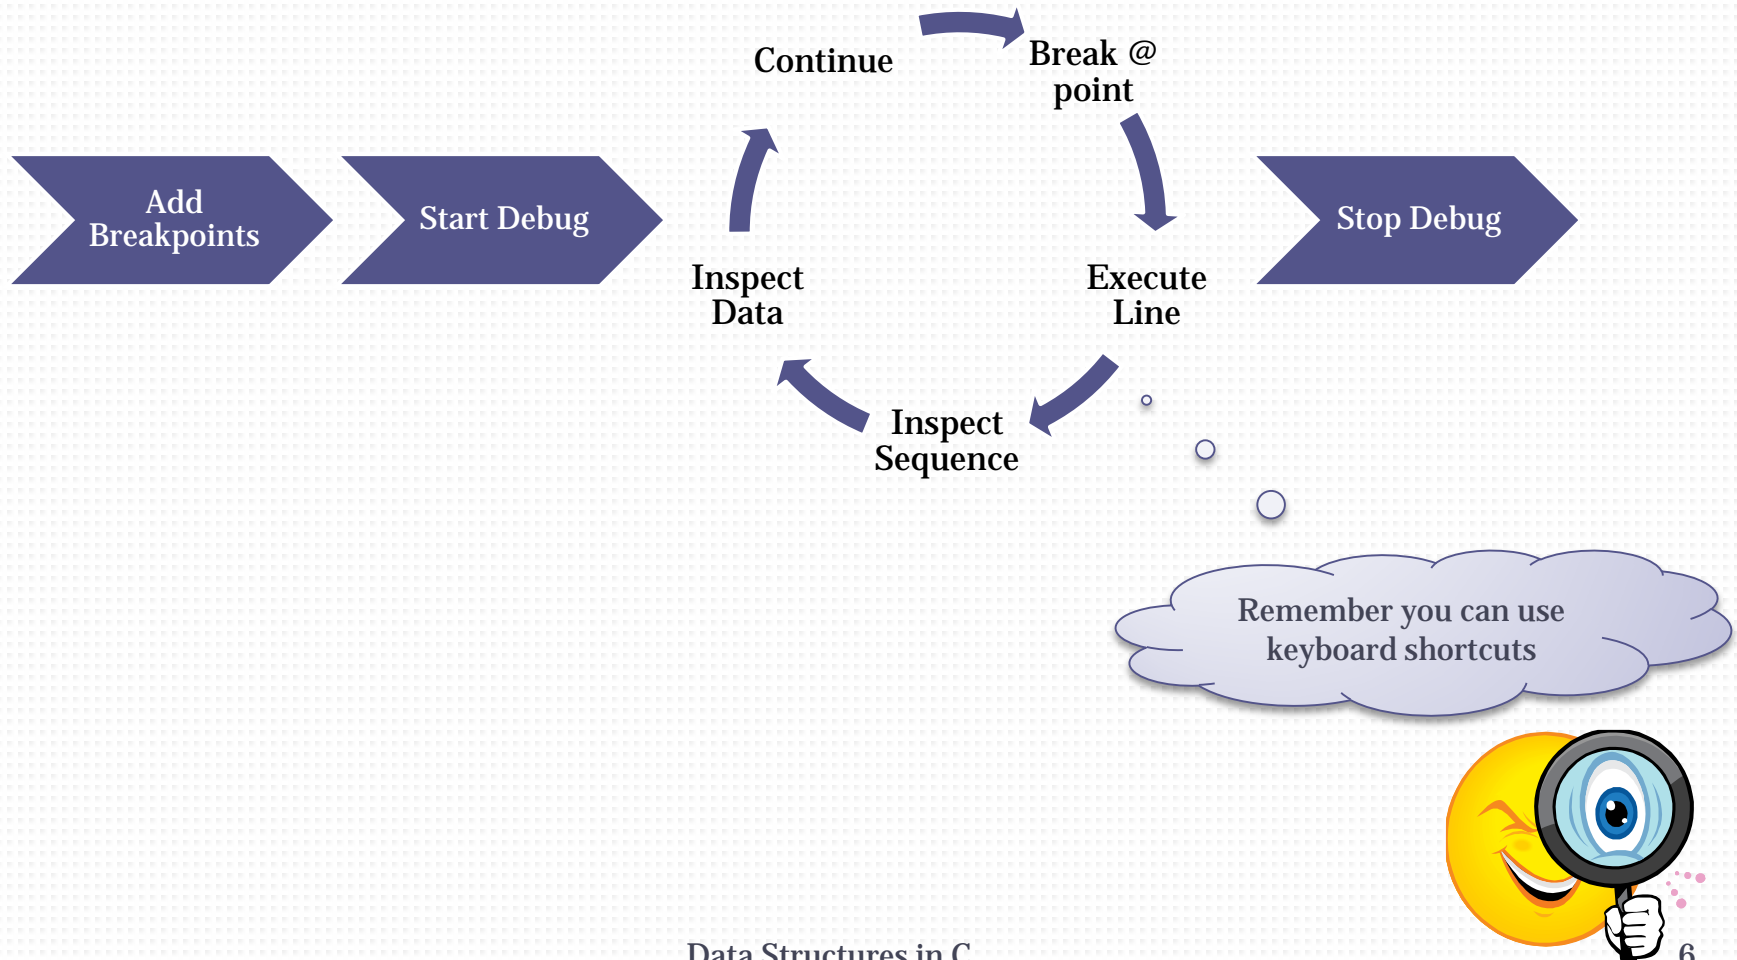 Add
Breakpoints
Start Debug
Continue
Break @
point
Execute
Line
Inspect
Sequence
Inspect
Data
Stop Debug
Remember you can use
keyboard shortcuts
Data Structures in C
6